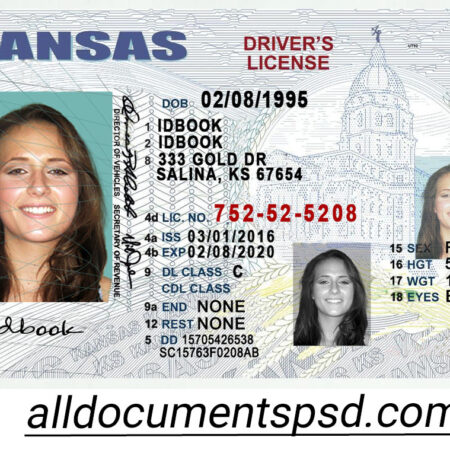 ANSAS
DRIVER'S
LICENSE
DOB 02/08/1995
1 IDBOOK
2 IDBOOK
8 333 GOLD DR
SALINA, KS 67654
DIRECTOR OF VEHICLES SECRETARY OF REVENUE
4d LIC. NO. 752-52-5208
4a ISS 03/01/2016
4b EXP 02/08/2020
9 DL CLASS C
CDL CLASS
9a END NONE
12 REST NONE
5 DD 15705426538
SC15763F0208AB
15 SEX F
16 HGT 5
17 WGT 1
18 EYES
dbook
KANSAS
alldocumentspsd.com